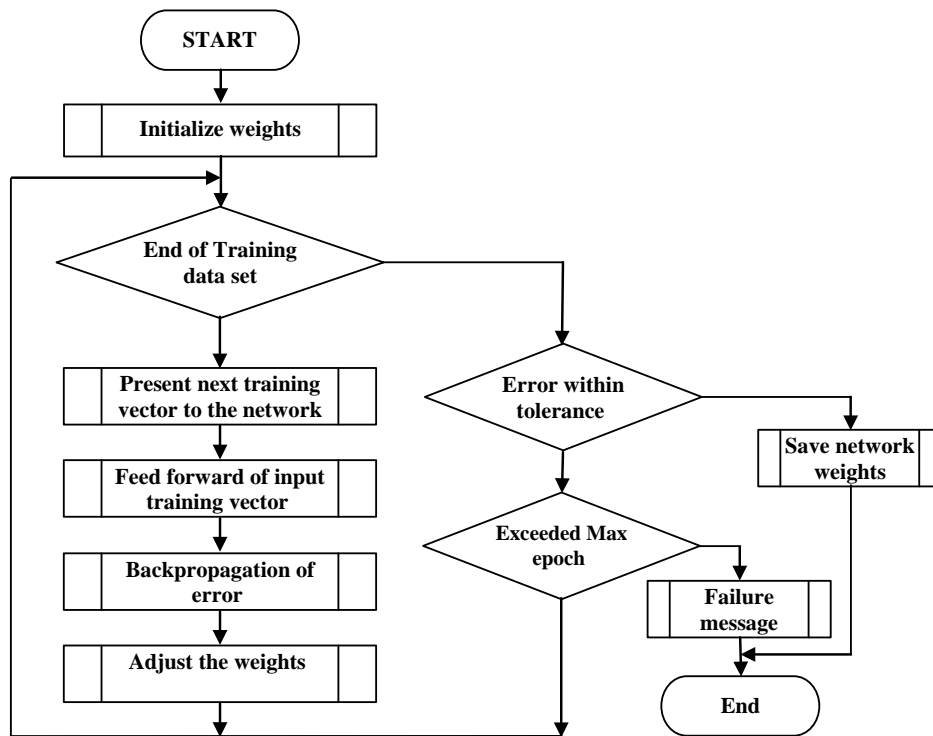 START
Initialize weights
End of Training
data set
Present next training
vector to the network
Feed forward of input
training vector
Backpropagation of
error
Adjust the weights
Error within
tolerance
Save network
weights
Exceeded Max
epoch
Failure
message
End